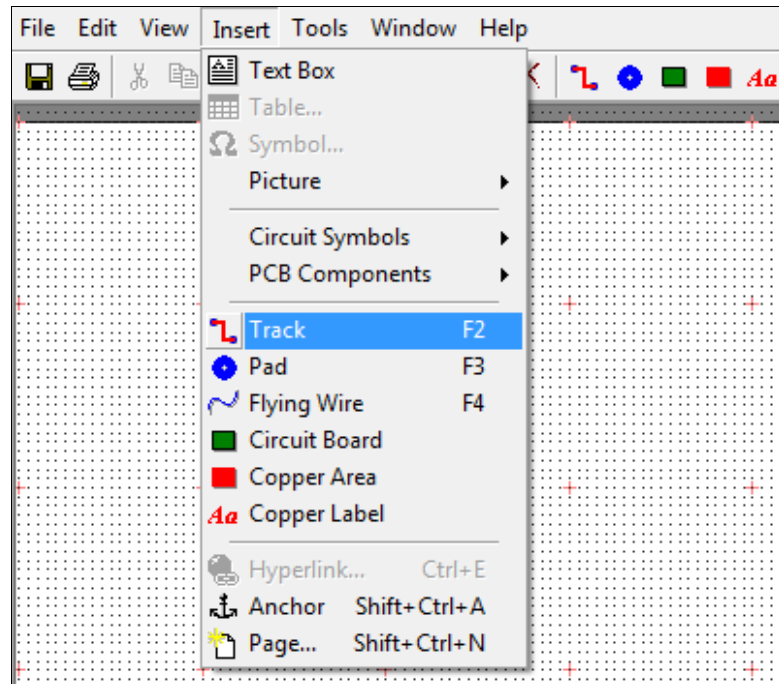 File Edit View Insert Tools Window Help
Aa
Text Box
Table...
Symbol...
Picture
Circuit Symbols
PCB Components
Track F2
Pad F3
Flying Wire F4
Circuit Board
Copper Area
Aa Copper Label
Hyperlink... Ctrl+E
Anchor Shift+Ctrl+A
Page... Shift+Ctrl+N